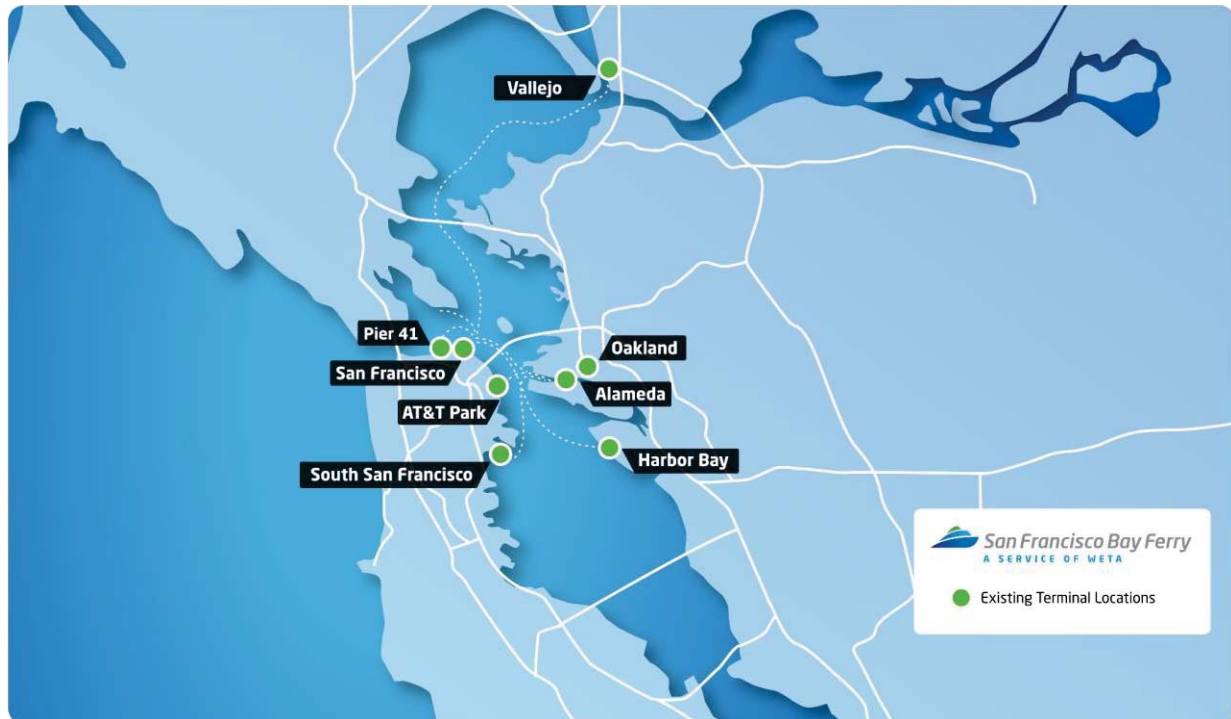 Vallejo
Pier 41
San Francisco
AT&T Park
South San Francisco
Oakland
Alameda
Harbor Bay
San Francisco Bay Ferry
A SERVICE OF WETA
Existing Terminal Locations